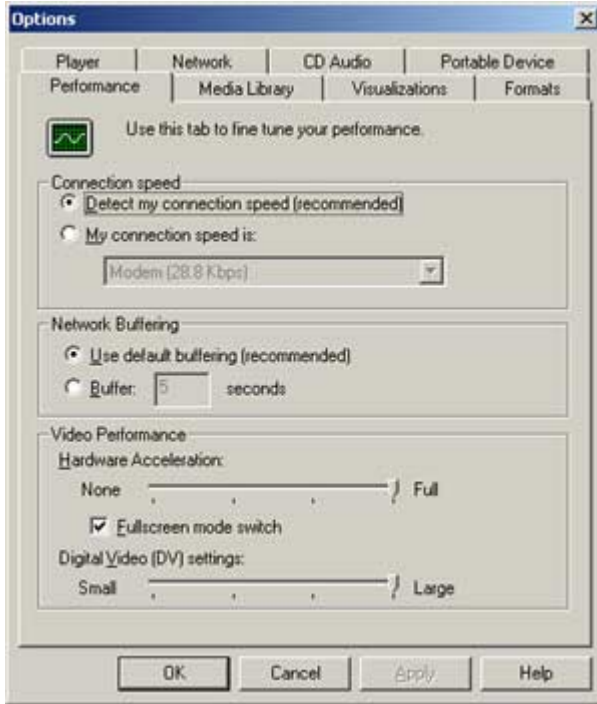 Options
Player Network CD Audio Portable Device
Performance Media Library Visualizations Formats
Use this tab to fine tune your performance.
Connection speed
Detect my connection speed (recommended)
My connection speed is:
Modem (28.8 Kbps)
Network Buffering
Use default buffering (recommended)
Buffer: 5 seconds
Video Performance
Hardware Acceleration:
None Full
Fullscreen mode switch
Digital Video (DV) settings:
Small Large
OK Cancel Apply Help